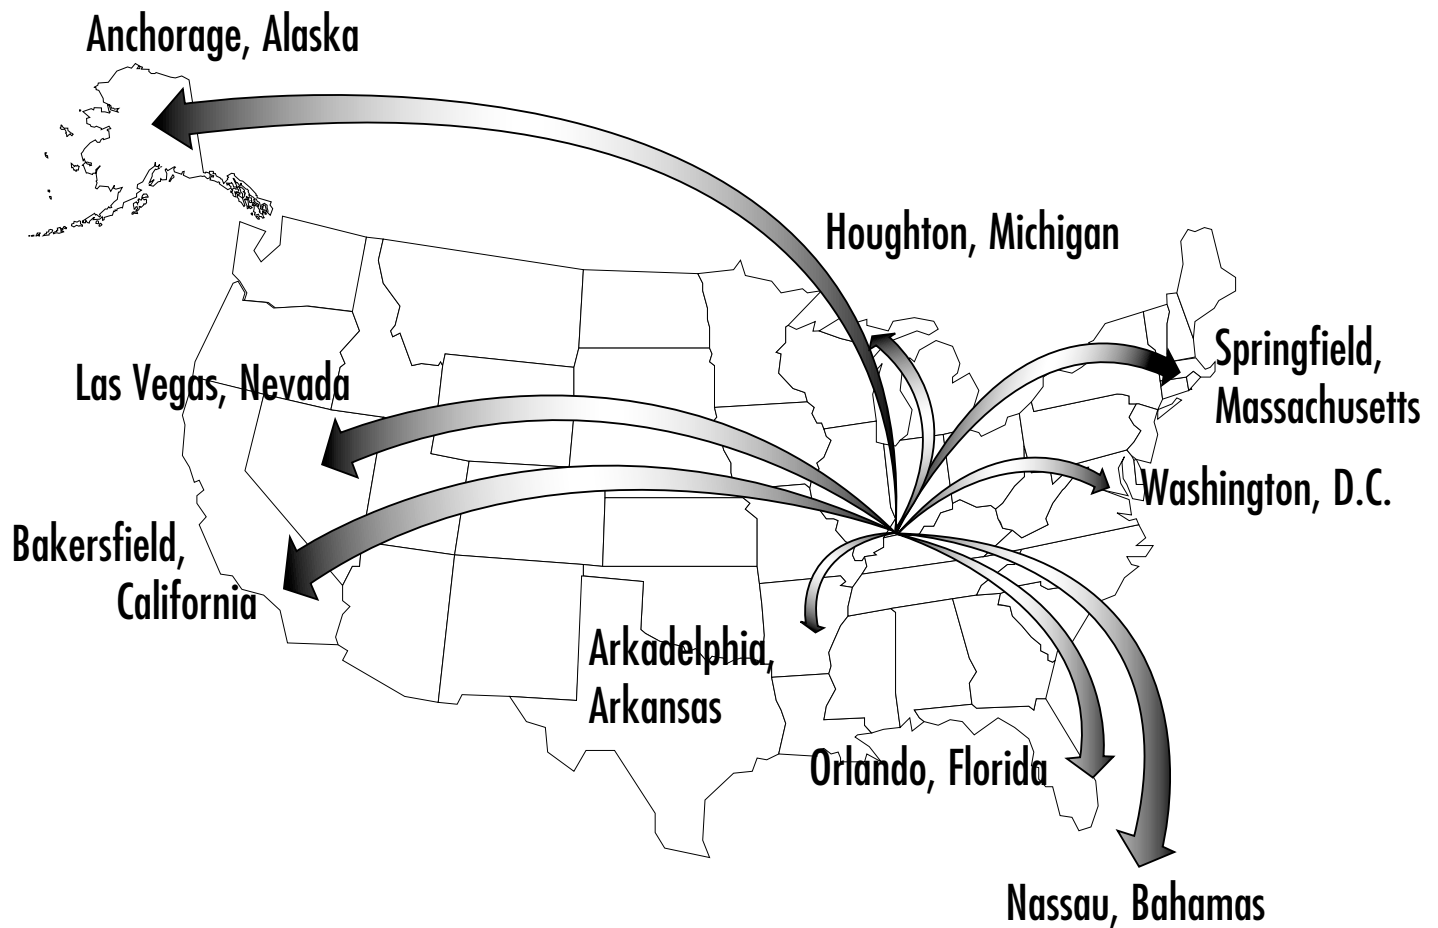 Anchorage, Alaska
Houghton, Michigan
Springfield,
Massachusetts
Las Vegas, Nevada
Washington, D.C.
Bakersfield,
California
Arkadelphia,
Arkansas
Orlando, Florida
Nassau, Bahamas